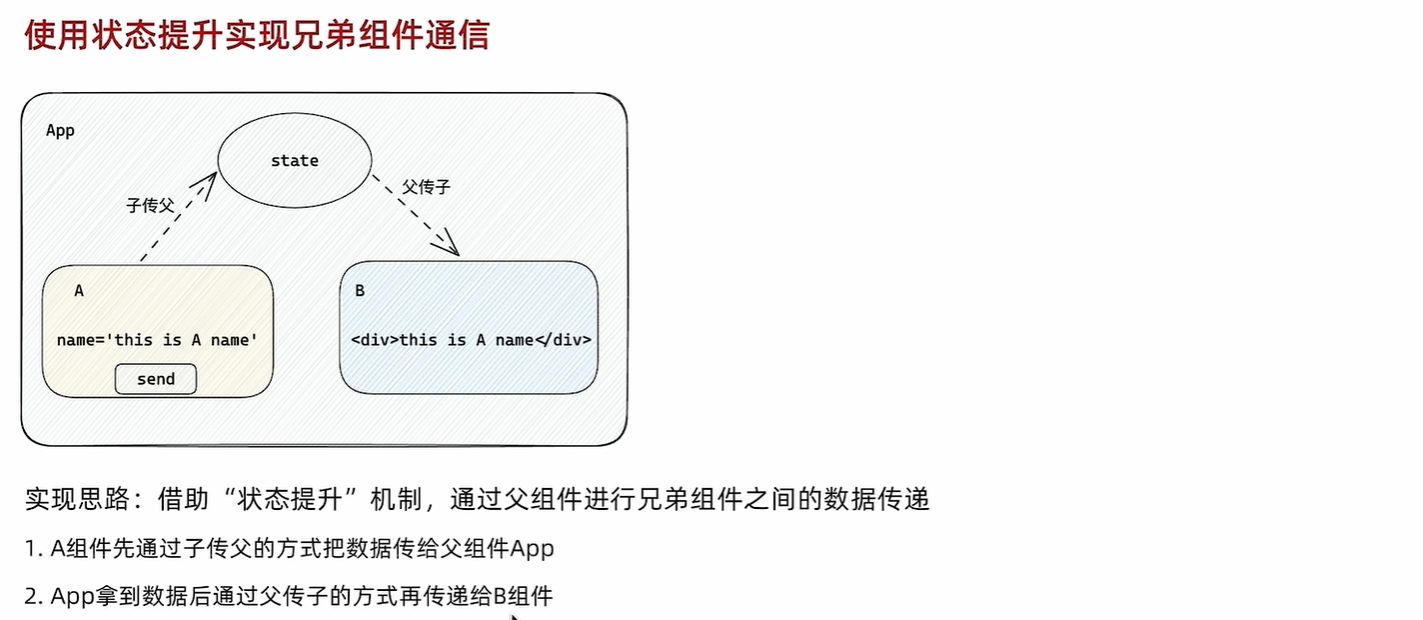 使用状态提升实现兄弟组件通信
App
state
子传父
父传子
A
B
name='this is A name'
<div>this is A name</div>
send
实现思路：借助“状态提升”机制，通过父组件进行兄弟组件之间的数据传递
1. A组件先通过子传父的方式把数据传给父组件App
2. App拿到数据后通过父传子的方式再传递给B组件